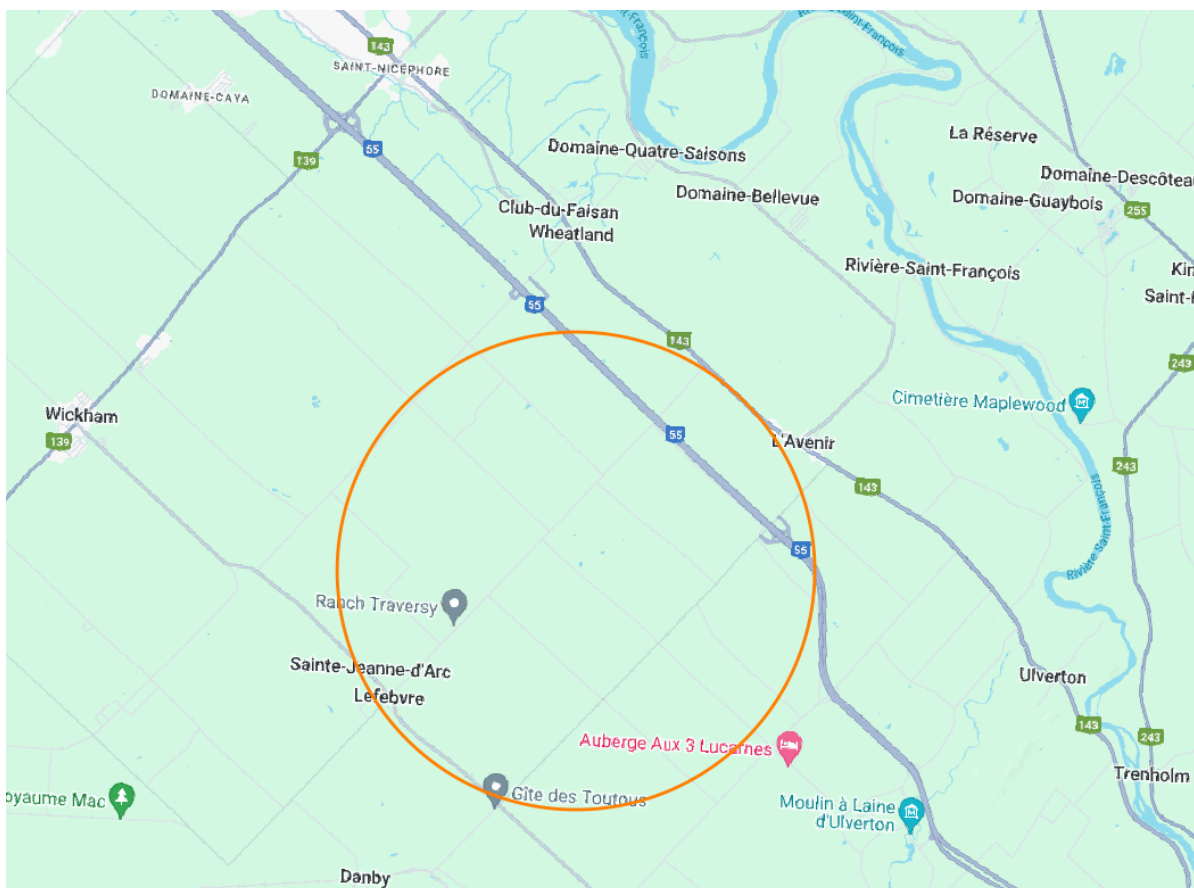 143
SAINT-NICÉPHORE
DOMAINE-CAYA
139
55
Domaine-Quatre-Saisons
La Réserve
Domaine-Bellevue
Domaine-Guaybois
255
Club-du-Faisan
Wheatland
Rivière-Saint-François
55
143
243
Wickham
139
Cimetière Maplewood
55
L'Avenir
243
143
Rivière Saint-François
55
Ranch Traversy
Sainte-Jeanne-d'Arc
Lefebvre
Ulverton
143
243
Auberge Aux 3 Lucarnes
Trenholm
Gîte des Toutous
Moulin à Laine
d'Ulverton
Danby